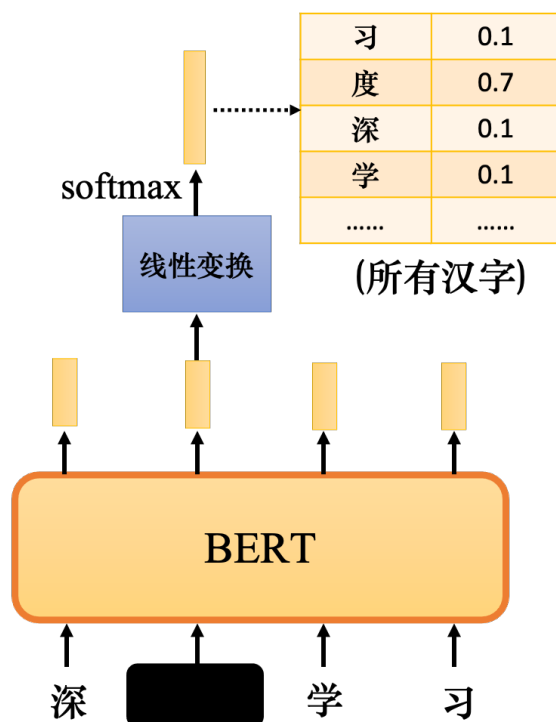 习 0.1
度 0.7
深 0.1
学 0.1
…… ……
(所有汉字)
softmax
线性变换
BERT
深 学 习